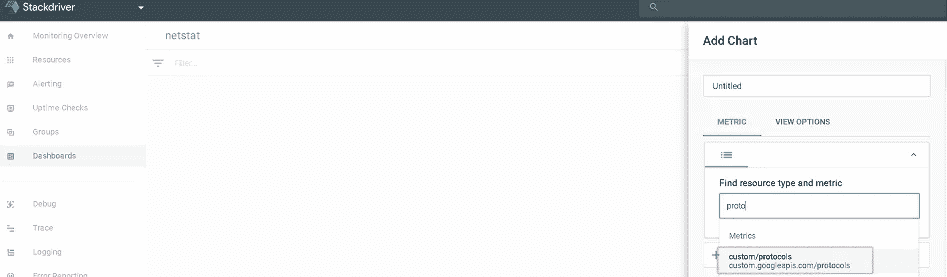 Stackdriver
Monitoring Overview
Resources
Alerting
Uptime Checks
Groups
Dashboards
Debug
Trace
Logging
Error Reporting
netstat
Filter...
Add Chart
Untitled
METRIC VIEW OPTIONS
Find resource type and metric
proto
Metrics
custom/protocols
custom.googleapis.com/protocols